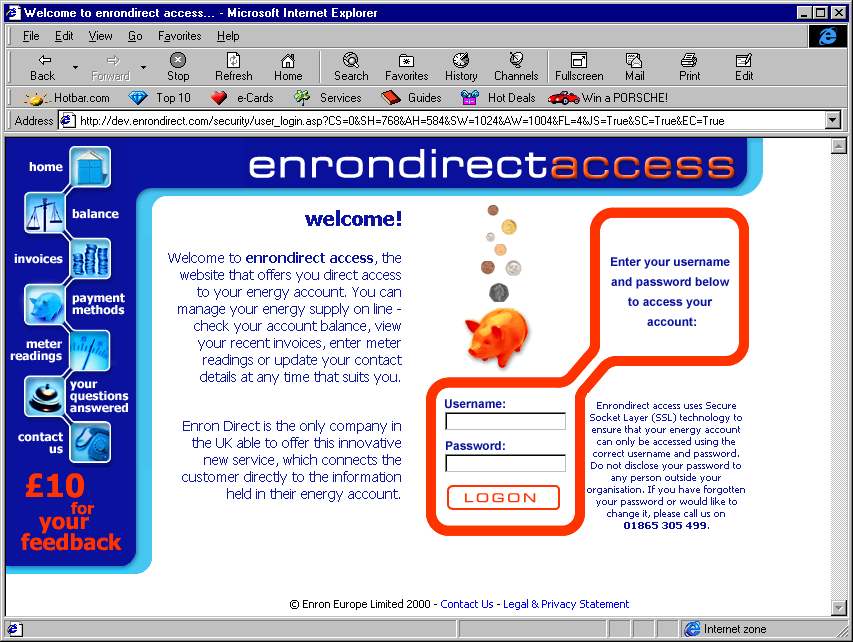 Welcome to enrondirect access... - Microsoft Internet Explorer
File Edit View Go Favorites Help
Back Forward Stop Refresh Home Search Favorites History Channels Fullscreen Mail Print Edit
Hotbar.com Top 10 e-Cards Services Guides Hot Deals Win a PORSCHE!
Address http://dev.enrondirect.com/security/user_login.asp?CS=0&SH=768&AH=584&SW=1024&AW=1004&FL=4&JS=True&SC=True&EC=True
enrondirectaccess
home
balance
invoices
payment
methods
meter
readings
your
questions
answered
contact
us
£10
for
your
feedback
welcome!
Welcome to enrondirect access, the
website that offers you direct access
to your energy account. You can
manage your energy supply on line -
check your account balance, view
your recent invoices, enter meter
readings or update your contact
details at any time that suits you.
Enron Direct is the only company in
the UK able to offer this innovative
new service, which connects the
customer directly to the information
held in their energy account.
Enter your username
and password below
to access your
account:
Username:
Password:
LOGON
Enrondirect access uses Secure
Socket Layer (SSL) technology to
ensure that your energy account
can only be accessed using the
correct username and password.
Do not disclose your password to
any person outside your
organisation. If you have forgotten
your password or would like to
change it, please call us on
01865 305 499.
© Enron Europe Limited 2000 - Contact Us - Legal & Privacy Statement
Internet zone